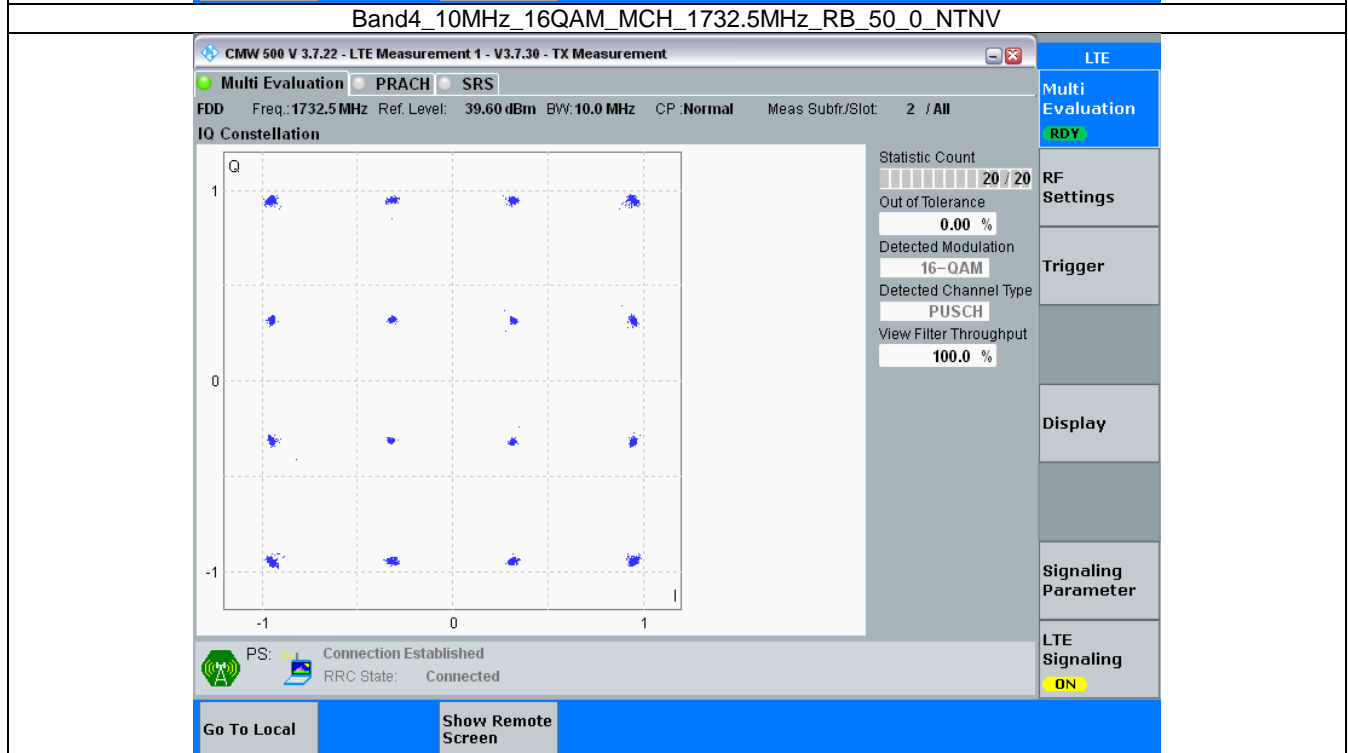 Band4_10MHz_16QAM_MCH_1732.5MHz_RB_50_0_NTNV
CMW 500 V 3.7.22 - LTE Measurement 1 - V3.7.30 - TX Measurement
LTE
Multi Evaluation PRACH SRS
Multi
Evaluation
RDY
FDD Freq.:1732.5 MHz Ref. Level: 39.60 dBm BW:10.0 MHz CP :Normal Meas Subfr./Slot: 2 / All
IQ Constellation
Q
1
0
-1
I
-1 0 1
Statistic Count
20 / 20
Out of Tolerance
0.00 %
Detected Modulation
16-QAM
Detected Channel Type
PUSCH
View Filter Throughput
100.0 %
RF
Settings
Trigger
Display
Signaling
Parameter
LTE
Signaling
ON
PS: Connection Established
RRC State: Connected
Go To Local
Show Remote
Screen